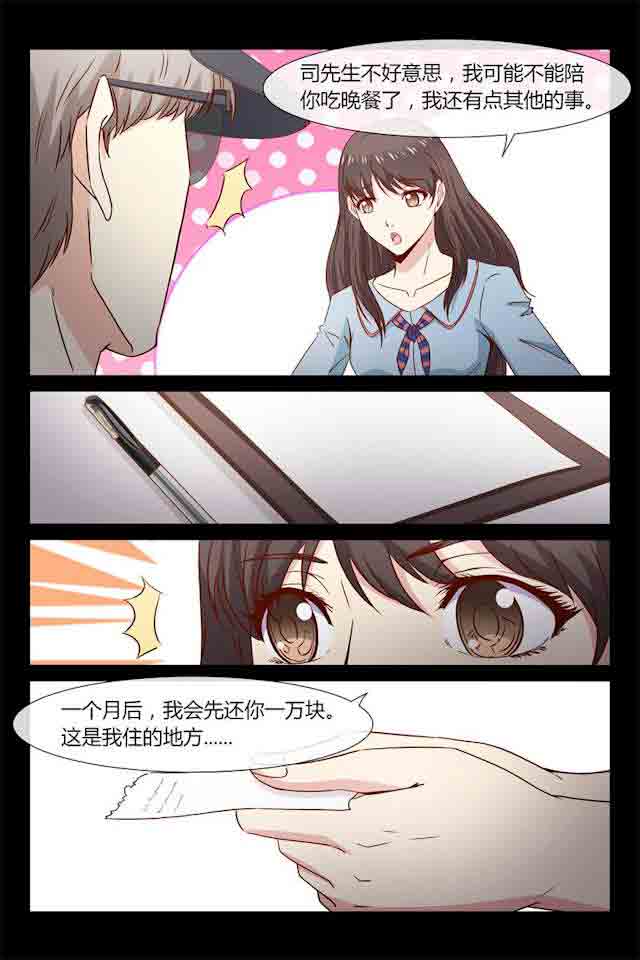 司先生不好意思，我可能不能陪
你吃晚餐了，我还有点其他的事。
一个月后，我会先还你一万块。
这是我住的地方……